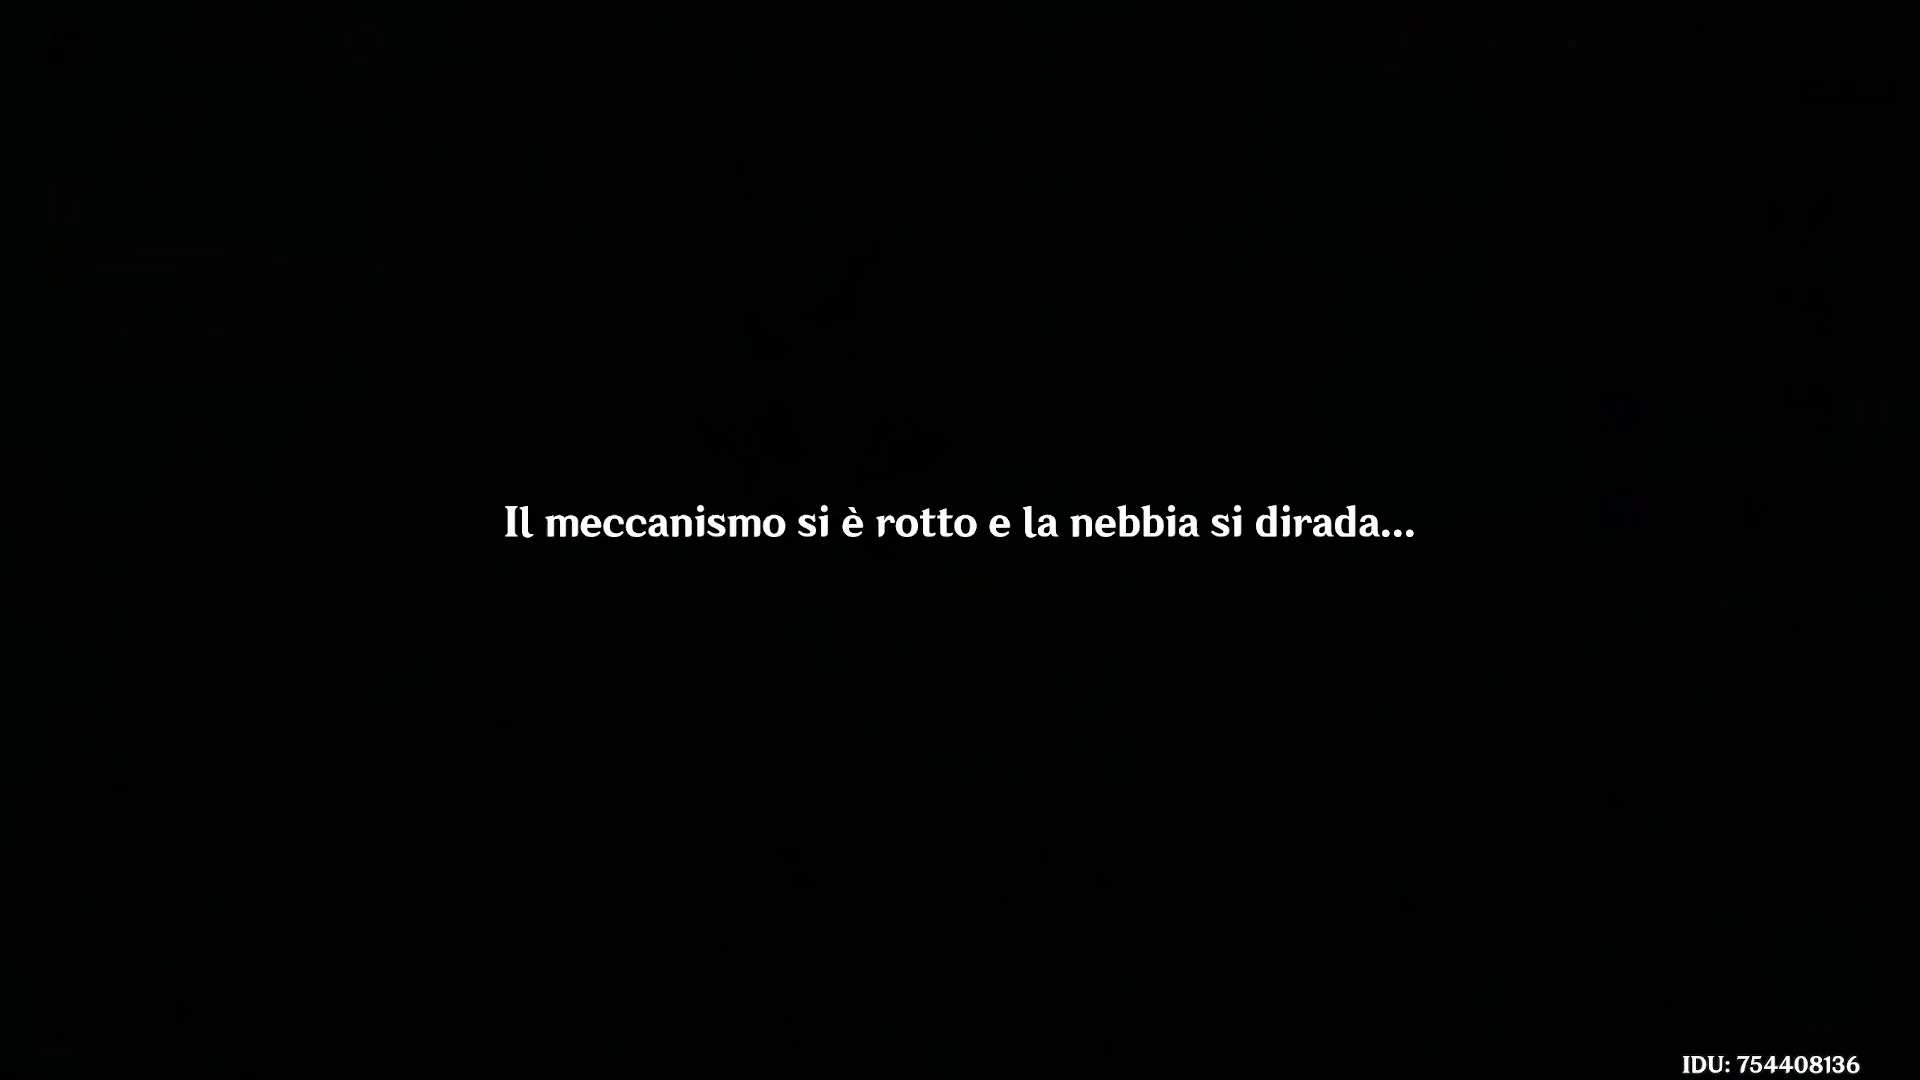 Il meccanismo si è rotto e la nebbia si dirada...
IDU: 754408136